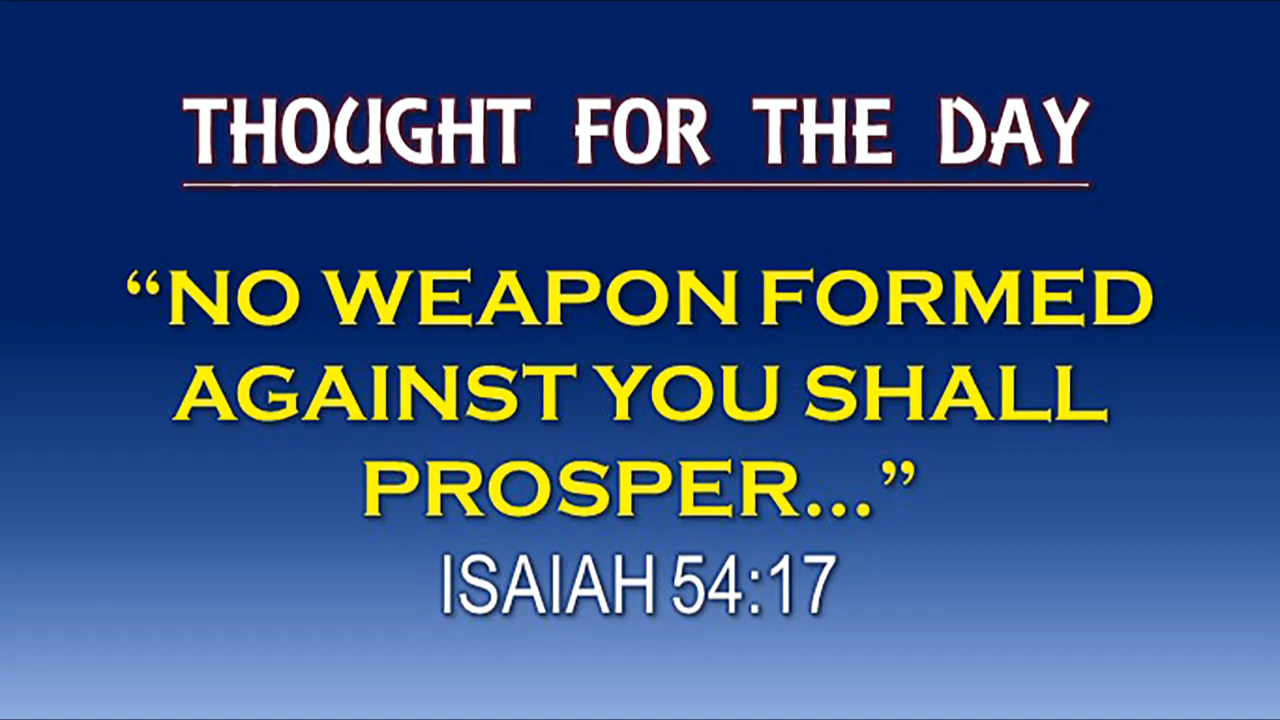 THOUGHT FOR THE DAY
“NO WEAPON FORMED
AGAINST YOU SHALL
PROSPER...”
ISAIAH 54:17